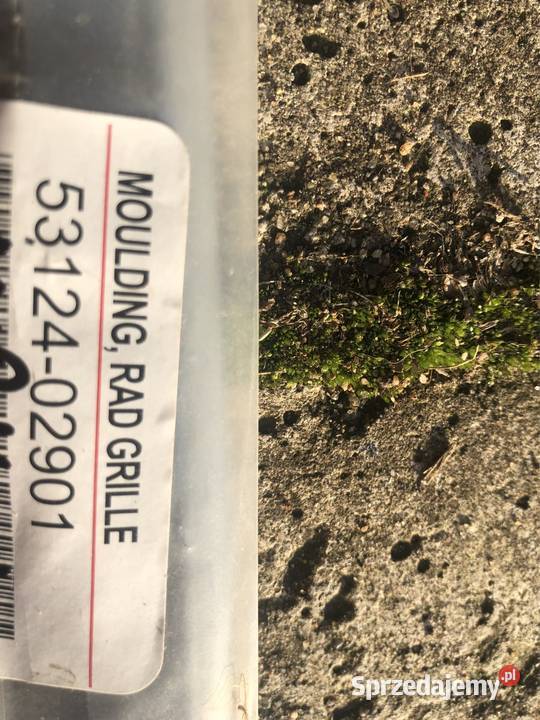 MOULDING, RAD GRILLE
53124-02901
Sprzedajemy.pl